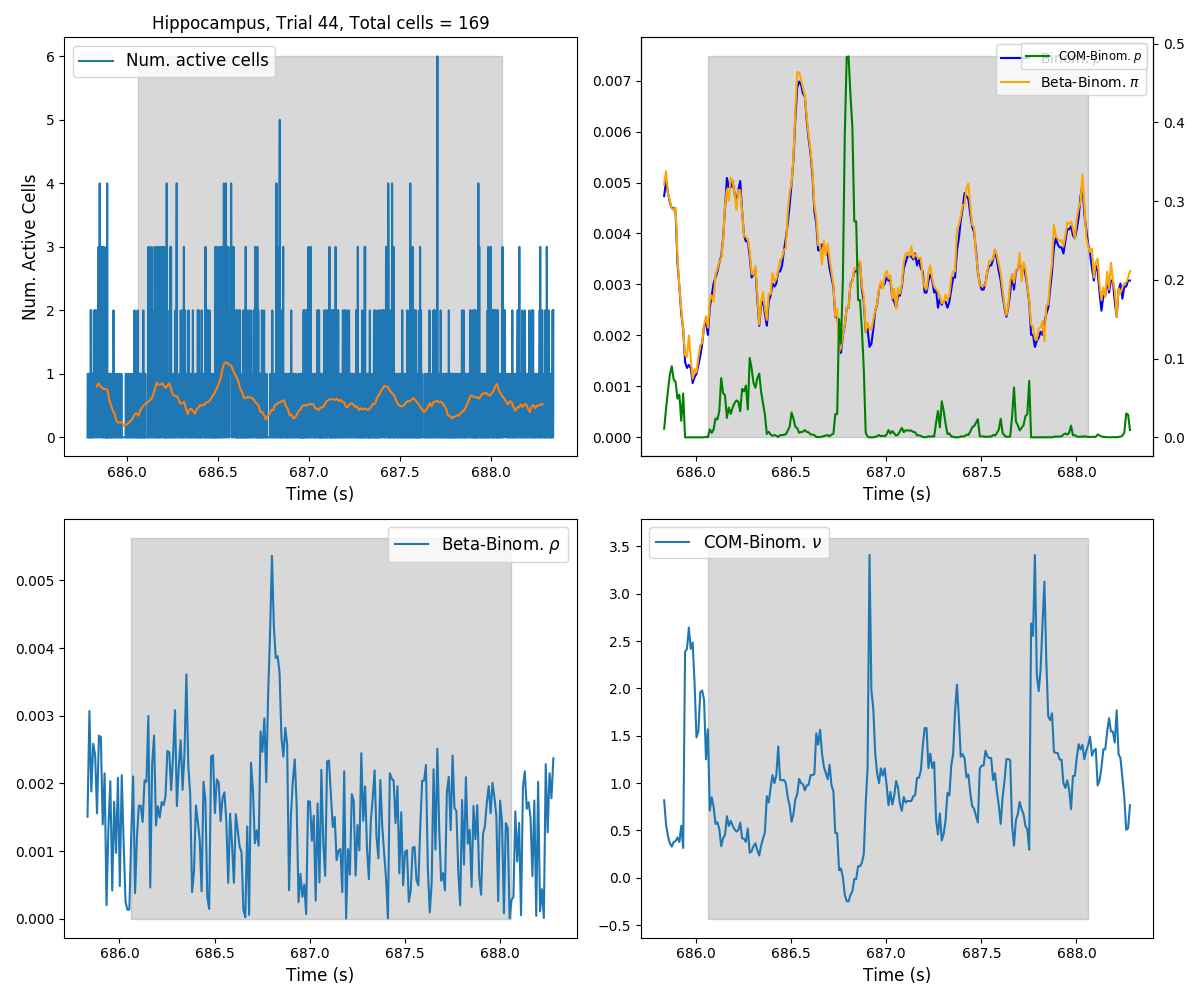 Hippocampus, Trial 44, Total cells = 169
Num. active cells
Num. Active Cells
6
5
4
3
2
1
0
686.0 686.5 687.0 687.5 688.0
Time (s)
COM-Binom. p
Beta-Binom. π
0.007
0.006
0.005
0.004
0.003
0.002
0.001
0.000
0.5
0.4
0.3
0.2
0.1
0.0
686.0 686.5 687.0 687.5 688.0
Time (s)
Beta-Binom. ρ
0.005
0.004
0.003
0.002
0.001
0.000
686.0 686.5 687.0 687.5 688.0
Time (s)
COM-Binom. ν
3.5
3.0
2.5
2.0
1.5
1.0
0.5
0.0
−0.5
686.0 686.5 687.0 687.5 688.0
Time (s)